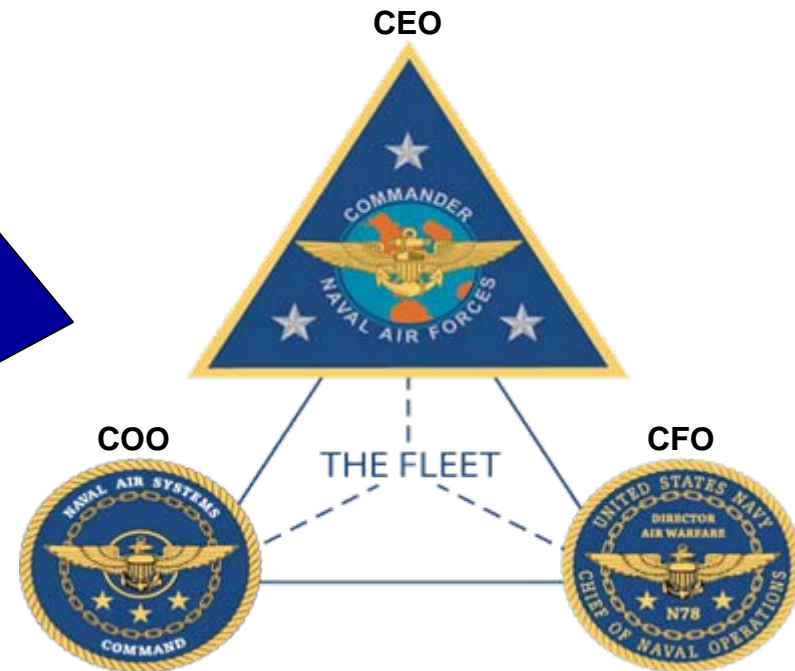 CEO
COMMANDER
NAVAL AIR FORCES
COO
CFO
THE FLEET
NAVAL AIR SYSTEMS
COMMAND
UNITED STATES NAVY
DIRECTOR
AIR WARFARE
N78
CHIEF OF NAVAL OPERATIONS